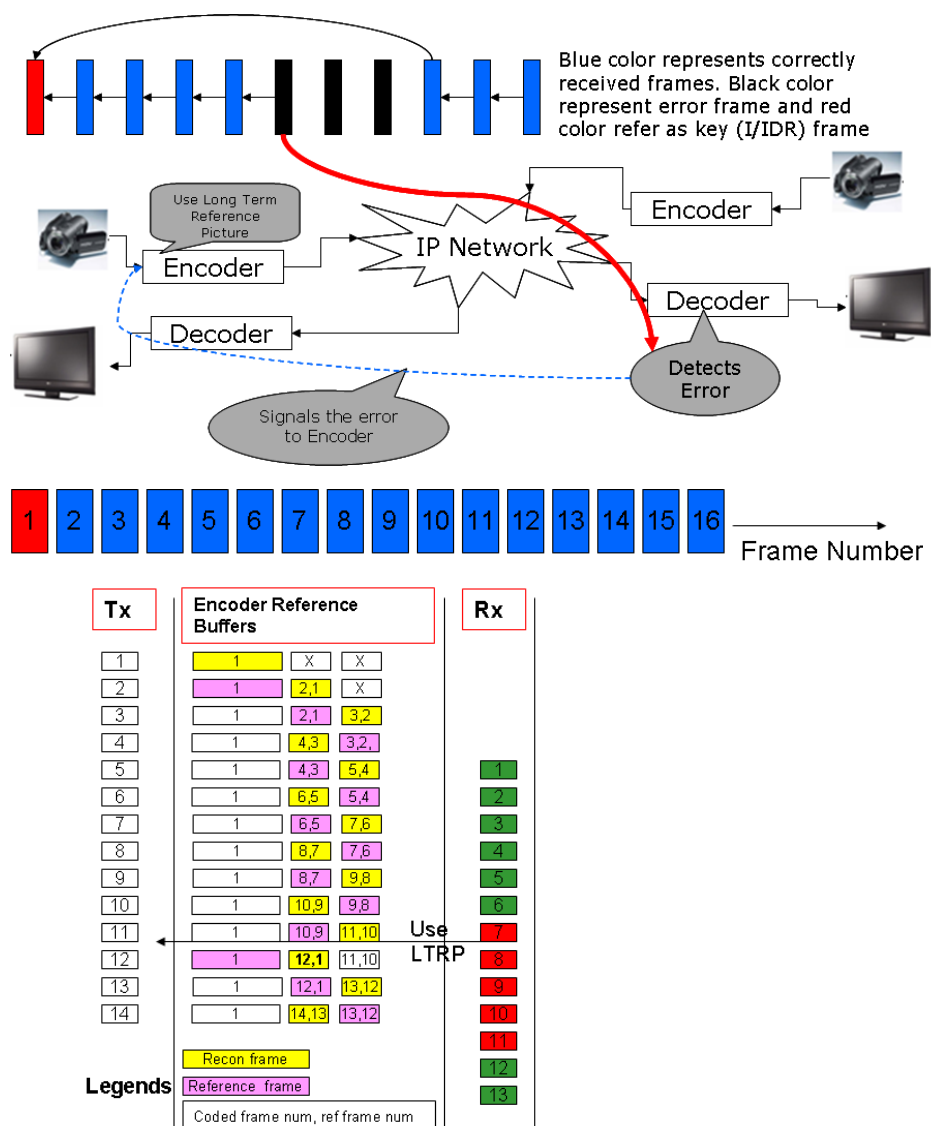 Blue color represents correctly
received frames. Black color
represent error frame and red
color refer as key (I/IDR) frame
Use Long Term
Reference
Picture
Encoder
IP Network
Encoder
Decoder
Decoder
Detects
Error
Signals the error
to Encoder
1 2 3 4 5 6 7 8 9 10 11 12 13 14 15 16
Frame Number
Tx
Encoder Reference
Buffers
Rx
1 1 X X
2 1 2,1 X
3 1 2,1 3,2
4 1 4,3 3,2,
5 1 4,3 5,4 1
6 1 6,5 5,4 2
7 1 6,5 7,6 3
8 1 8,7 7,6 4
9 1 8,7 9,8 5
10 1 10,9 9,8 6
11 1 10,9 11,10 Use 7
12 1 12,1 11,10 LTRP 8
13 1 12,1 13,12 9
14 1 14,13 13,12 10
11
Recon frame 12
Legends Reference frame 13
Coded frame num, ref frame num